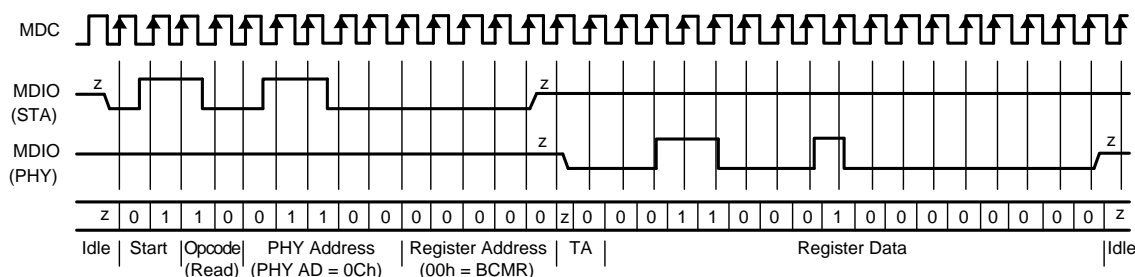 MDC
MDIO
(STA)
z z
MDIO
(PHY)
z z
z 0 1 1 0 0 1 1 0 0 0 0 0 0 0 z 0 0 0 1 1 0 0 0 1 0 0 0 0 0 0 0 0 z
Idle Start Opcode PHY Address Register Address TA Register Data Idle
(Read) (PHY AD = 0Ch) (00h = BCMR)